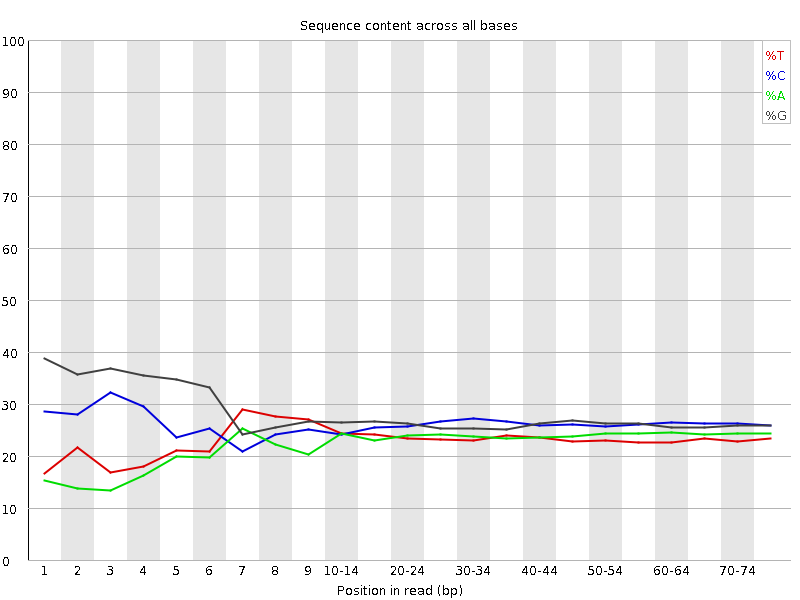 Sequence content across all bases
100
90
80
70
60
50
40
30
20
10
0
%T
%C
%A
%G
1 2 3 4 5 6 7 8 9 10-14 20-24 30-34 40-44 50-54 60-64 70-74
Position in read (bp)